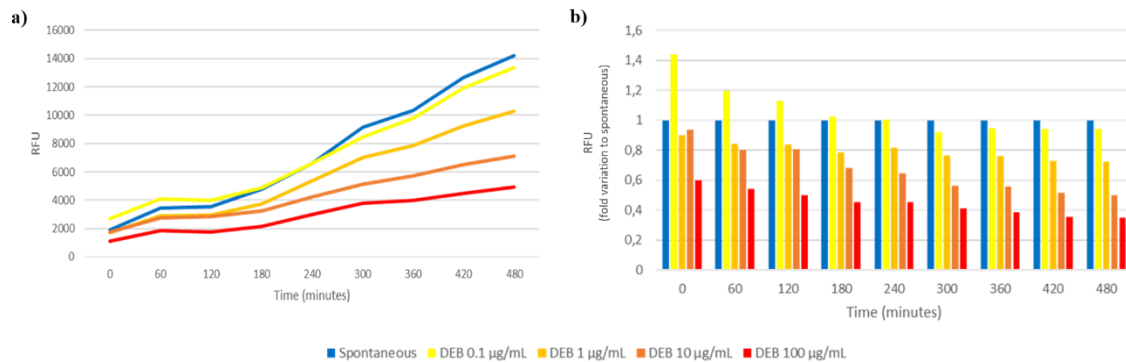 a)
16000
14000
12000
10000
8000
6000
4000
2000
0
RFU
0 60 120 180 240 300 360 420 480
Time (minutes)
b)
1,6
1,4
1,2
1
0,8
0,6
0,4
0,2
0
RFU
(fold variation to spontaneous)
0 60 120 180 240 300 360 420 480
Time (minutes)
Spontaneous DEB 0.1 µg/mL DEB 1 µg/mL DEB 10 µg/mL DEB 100 µg/mL